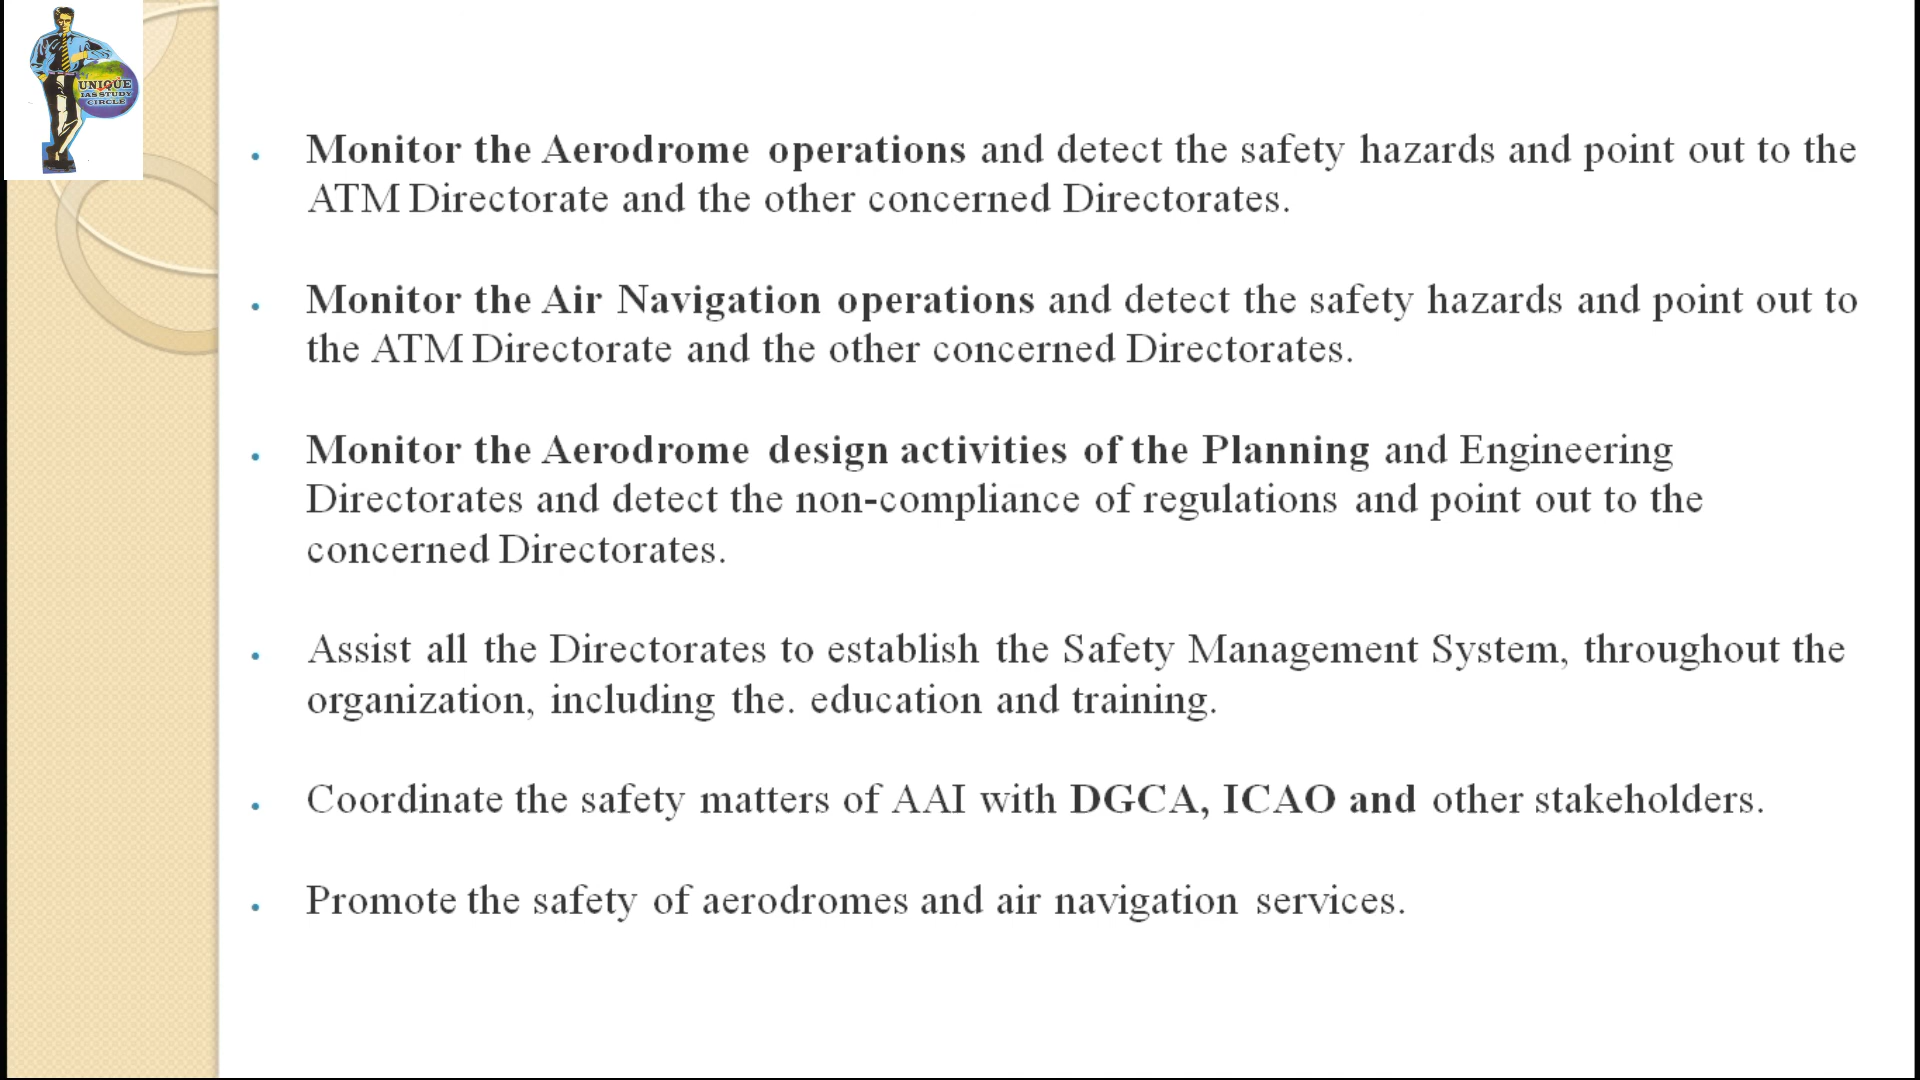 UNIQUE
IAS STUDY
CIRCLE
• Monitor the Aerodrome operations and detect the safety hazards and point out to the
ATM Directorate and the other concerned Directorates.
• Monitor the Air Navigation operations and detect the safety hazards and point out to
the ATM Directorate and the other concerned Directorates.
• Monitor the Aerodrome design activities of the Planning and Engineering
Directorates and detect the non-compliance of regulations and point out to the
concerned Directorates.
• Assist all the Directorates to establish the Safety Management System, throughout the
organization, including the. education and training.
• Coordinate the safety matters of AAI with DGCA, ICAO and other stakeholders.
• Promote the safety of aerodromes and air navigation services.